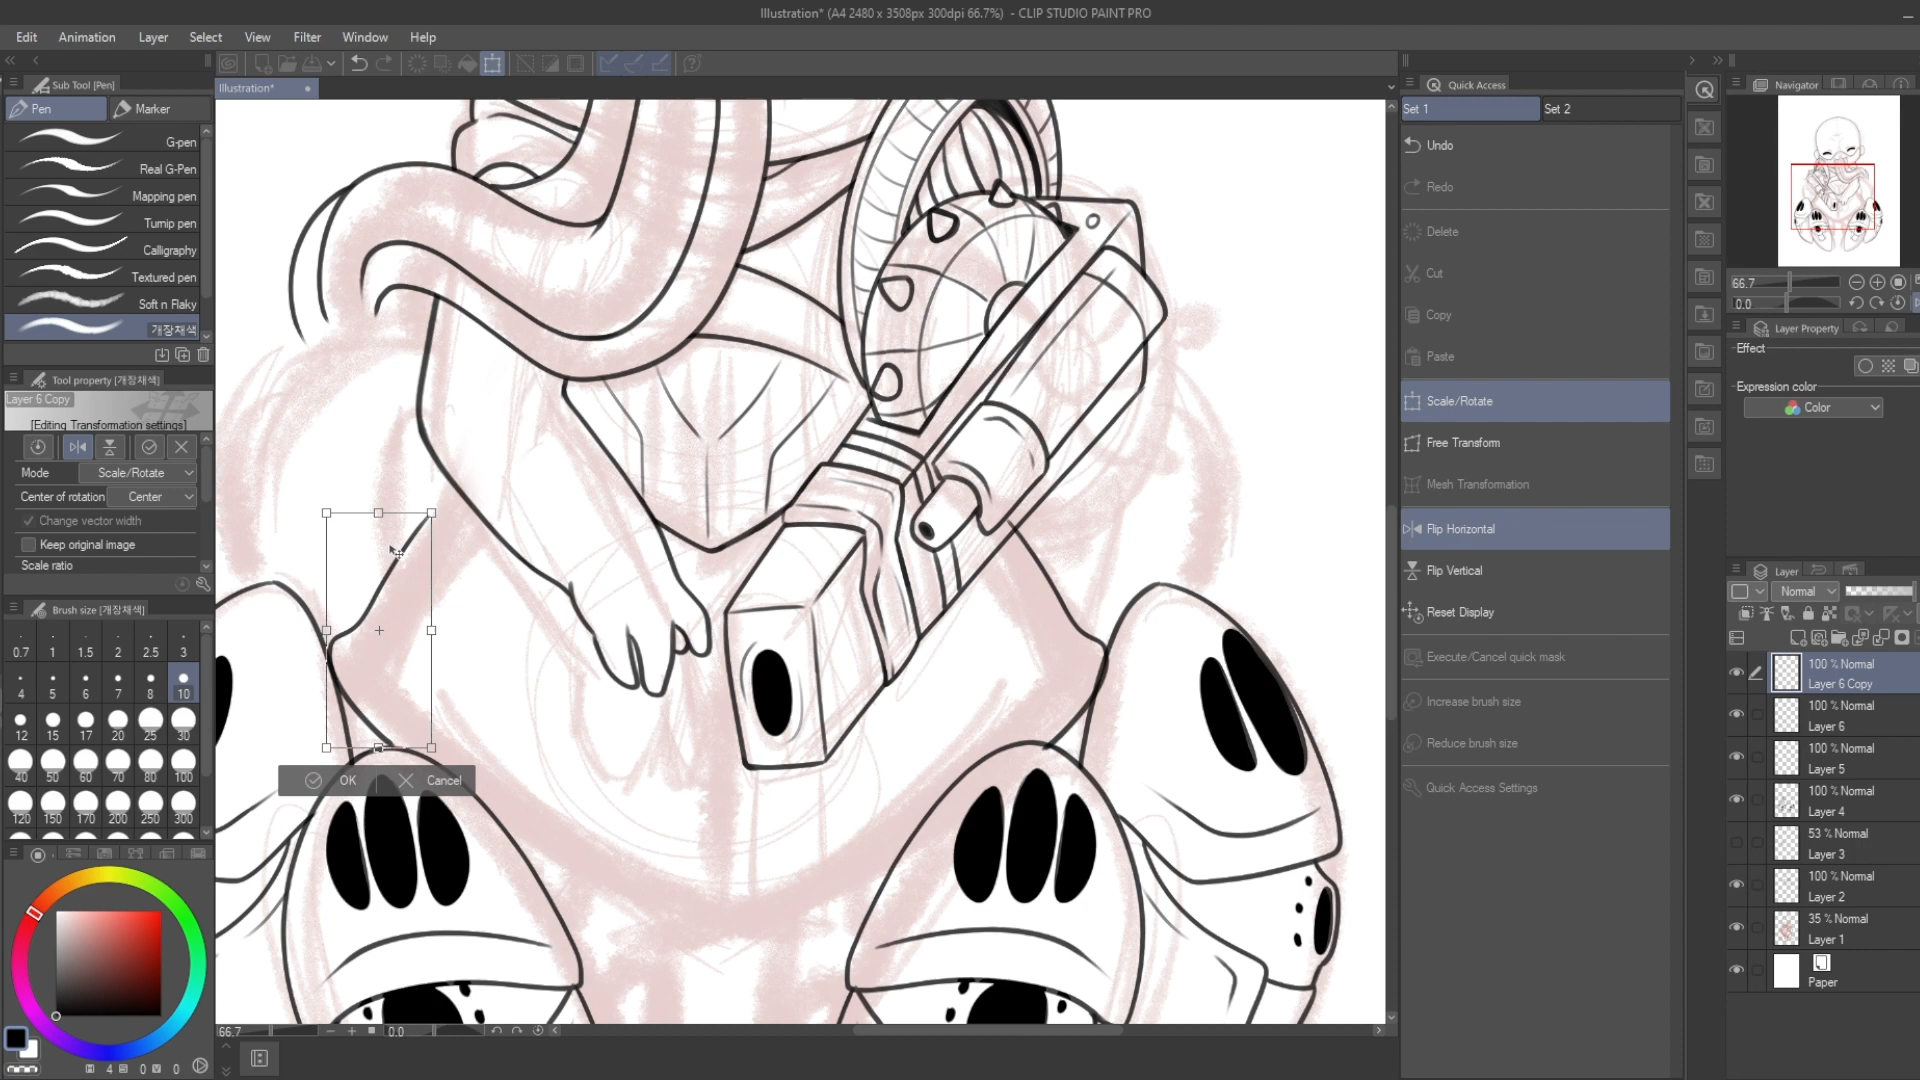 Illustration* (A4 2480 x 3508px 300dpi 66.7%) - CLIP STUDIO PAINT PRO
Edit Animation Layer Select View Filter Window Help
Sub Tool [Pen]
Pen Marker
G-pen
Real G-Pen
Mapping pen
Turnip pen
Calligraphy
Textured pen
Soft n Flaky
개장채색
Tool property [개장채색]
Layer 6 Copy
[Editing Transformation settings]
Mode Scale/Rotate
Center of rotation Center
Change vector width
Keep original image
Scale ratio
Brush size [개장채색]
0.7 1 1.5 2 2.5 3
4 5 6 7 8 10
12 15 17 20 25 30
40 50 60 70 80 100
120 150 170 200 250 300
4 0 0
Illustration*
OK Cancel
66.7 0.0
Quick Access
Set 1 Set 2
Undo
Redo
Delete
Cut
Copy
Paste
Scale/Rotate
Free Transform
Mesh Transformation
Flip Horizontal
Flip Vertical
Reset Display
Execute/Cancel quick mask
Increase brush size
Reduce brush size
Quick Access Settings
Navigator
66.7
0.0
Layer Property
Effect
Expression color
Color
Layer
Normal
100 % Normal
Layer 6 Copy
100 % Normal
Layer 6
100 % Normal
Layer 5
100 % Normal
Layer 4
53 % Normal
Layer 3
100 % Normal
Layer 2
35 % Normal
Layer 1
Paper